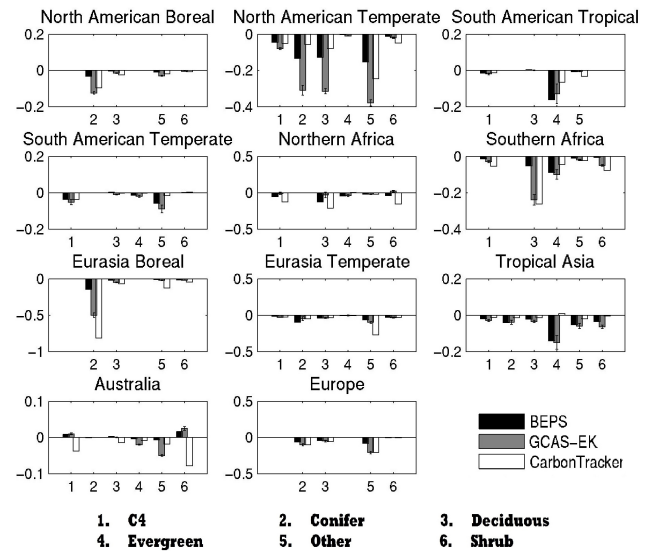 North American Boreal
0.2
0
−0.2
2 3 5 6
North American Temperate
0
−0.2
−0.4
1 2 3 4 5 6
South American Tropical
0.2
0
−0.2
1 3 4 5
South American Temperate
0.2
0
−0.2
1 3 4 5 6
Northern Africa
0.5
0
−0.5
1 3 4 5 6
Southern Africa
0
−0.2
−0.4
1 3 4 5 6
Eurasia Boreal
0
−0.5
−1
2 3 5 6
Eurasia Temperate
0.5
0
−0.5
1 2 3 4 5 6
Tropical Asia
0.2
0
−0.2
1 2 3 4 5 6
Australia
0.1
0
−0.1
1 2 3 4 5 6
Europe
0.5
0
−0.5
2 3 5 6
BEPS
GCAS−EK
CarbonTracker
1. C4 2. Conifer 3. Deciduous
4. Evergreen 5. Other 6. Shrub